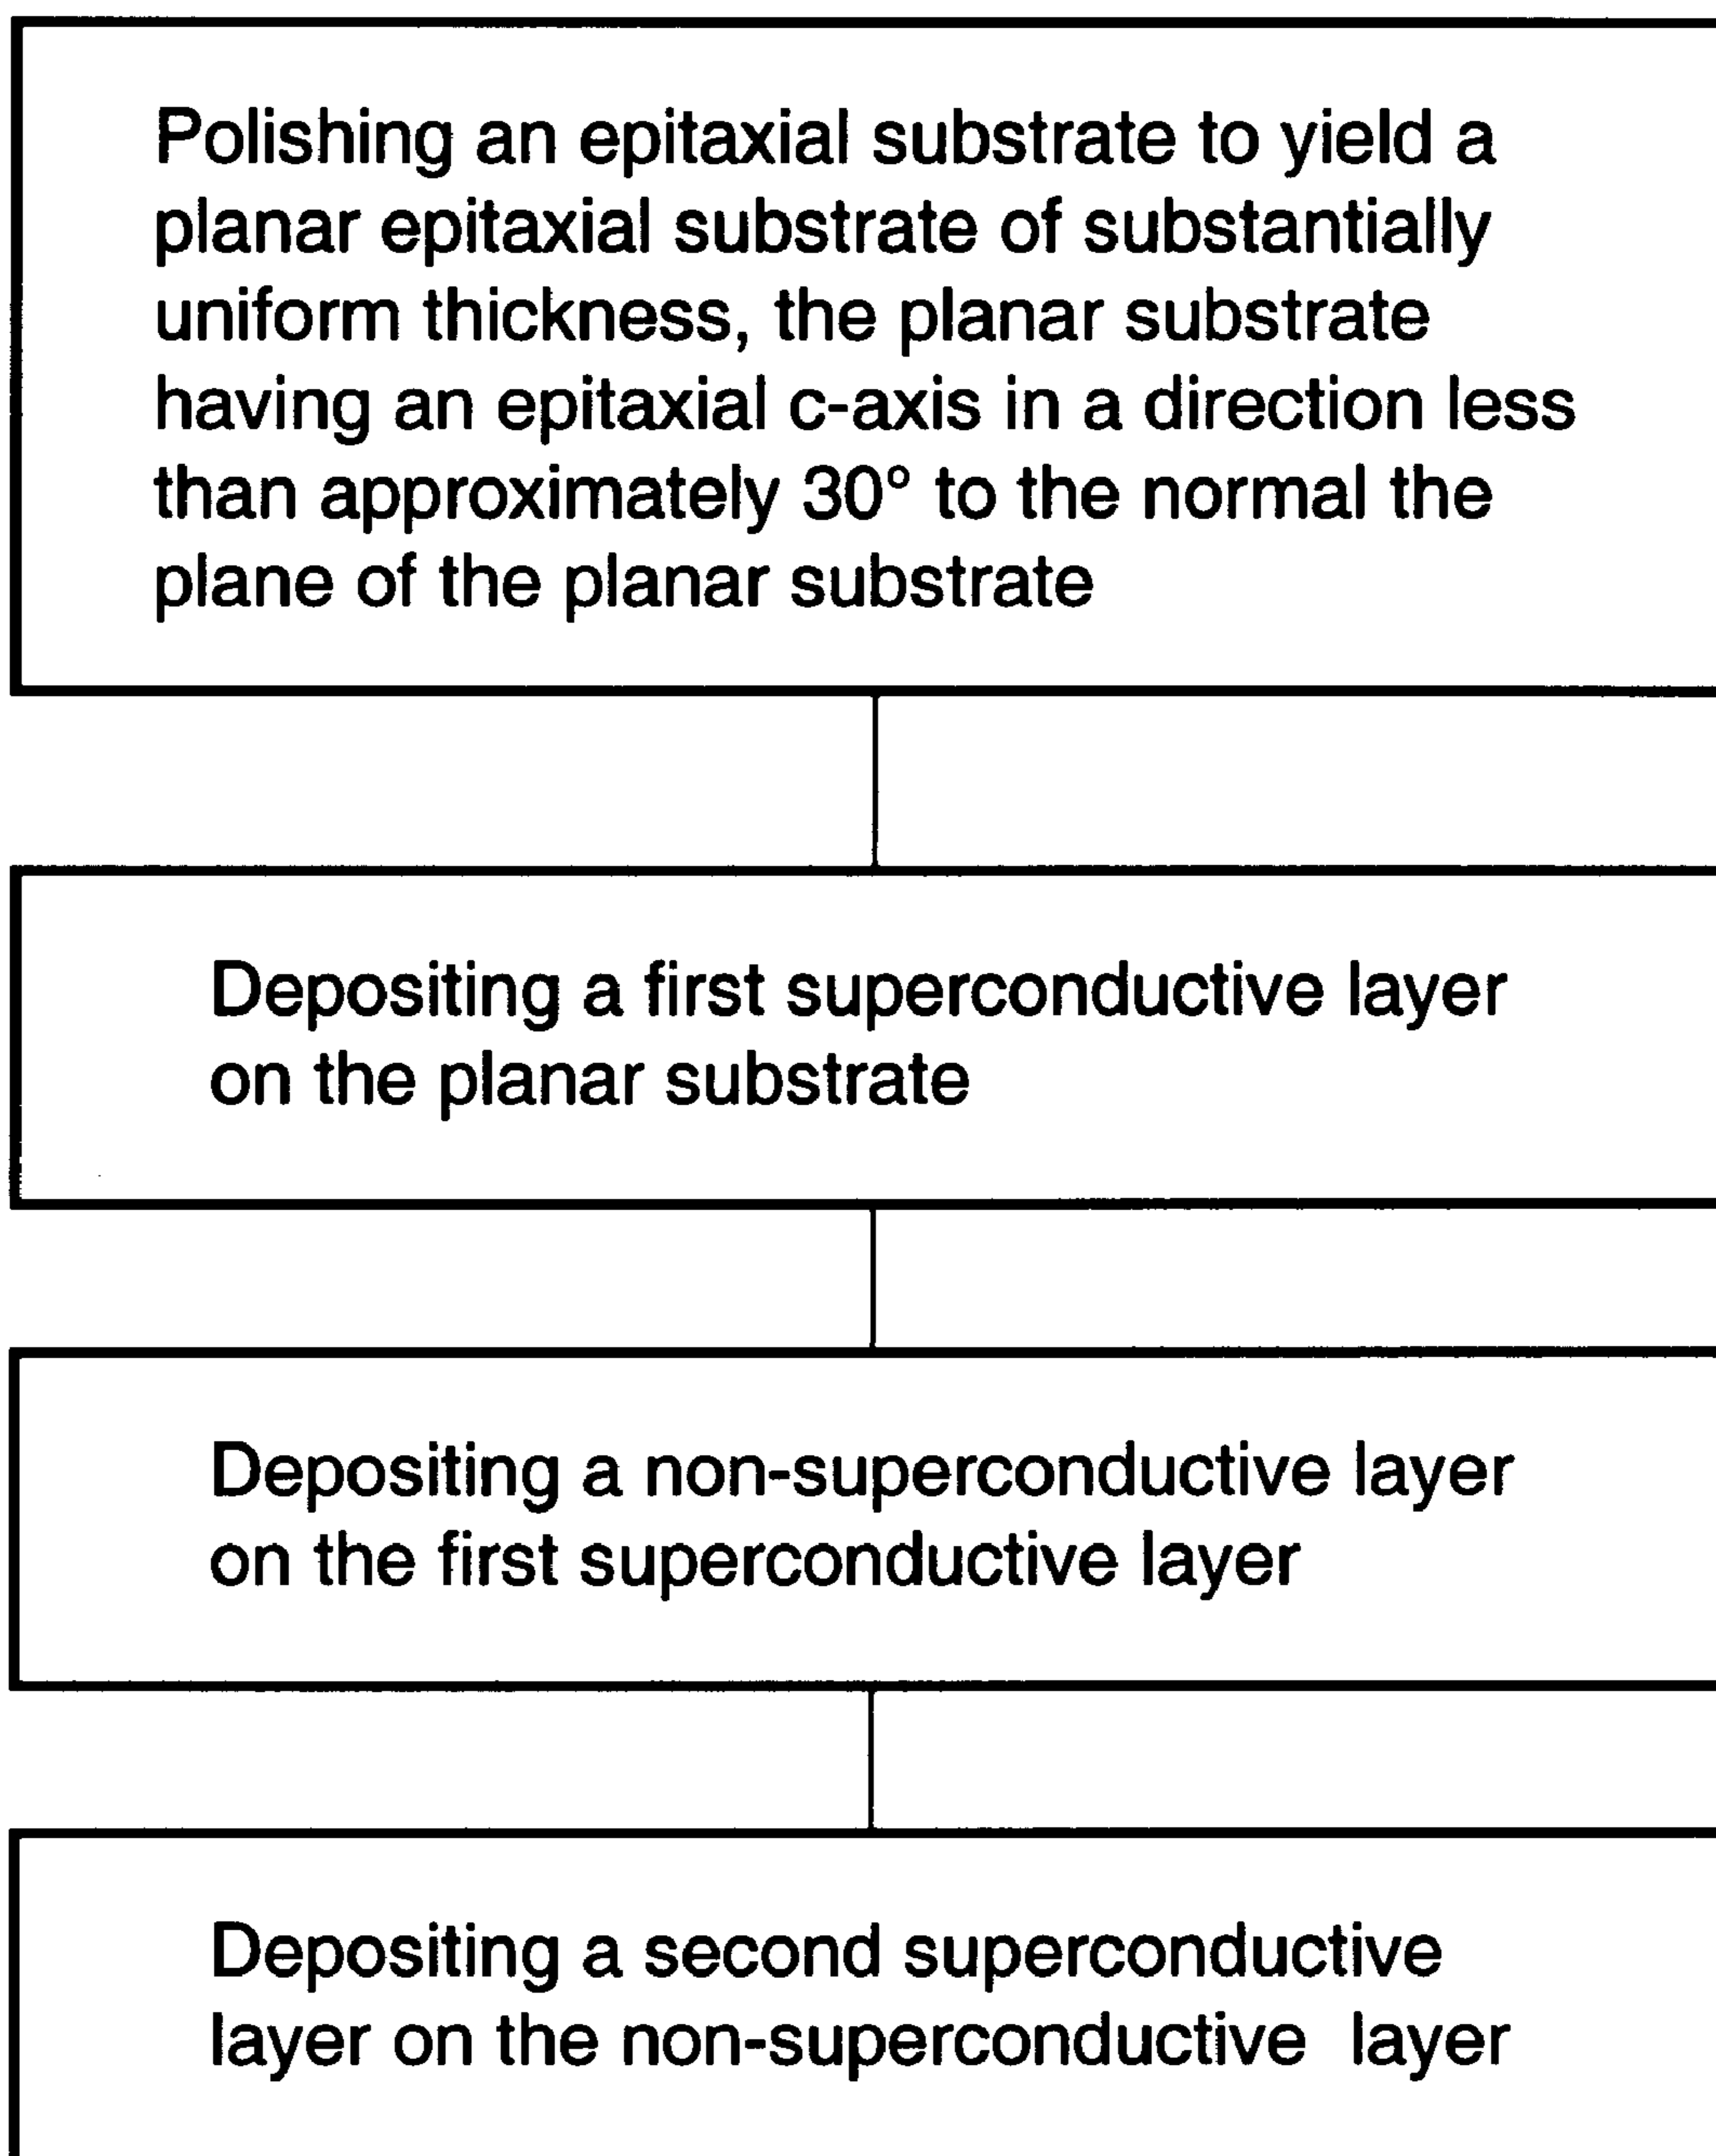 Polishing an epitaxial substrate to yield a
planar epitaxial substrate of substantially
uniform thickness, the planar substrate
having an epitaxial c-axis in a direction less
than approximately 30° to the normal the
plane of the planar substrate
Depositing a first superconductive layer
on the planar substrate
Depositing a non-superconductive layer
on the first superconductive layer
Depositing a second superconductive
layer on the non-superconductive layer